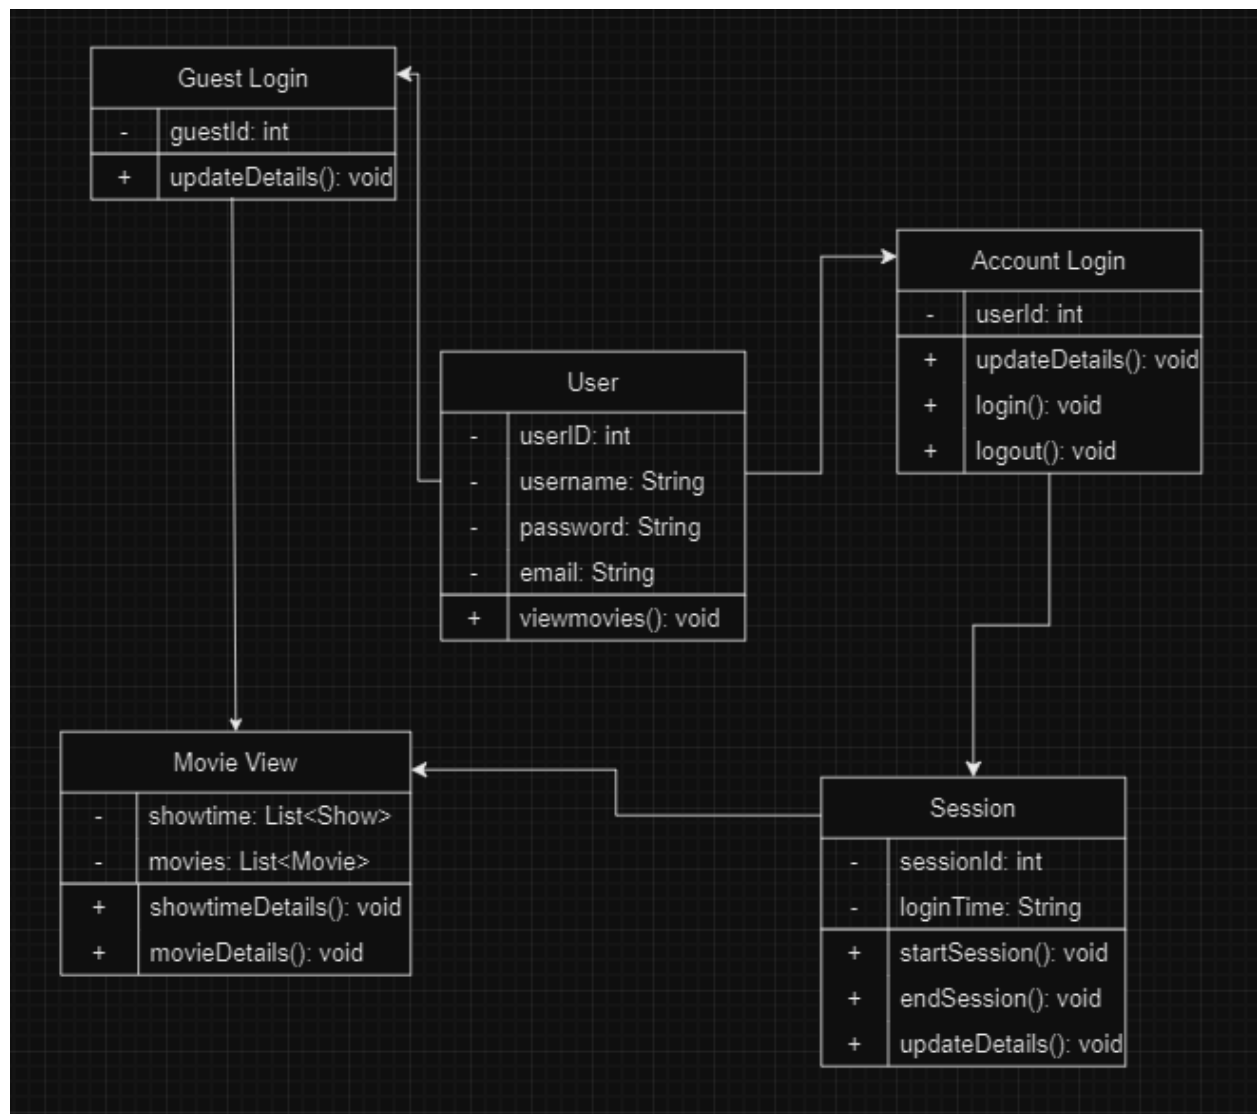 Guest Login
- guestId: int
+ updateDetails(): void
Account Login
- userId: int
+ updateDetails(): void
+ login(): void
+ logout(): void
User
- userID: int
- username: String
- password: String
- email: String
+ viewmovies(): void
Movie View
- showtime: List<Show>
- movies: List<Movie>
+ showtimeDetails(): void
+ movieDetails(): void
Session
- sessionId: int
- loginTime: String
+ startSession(): void
+ endSession(): void
+ updateDetails(): void